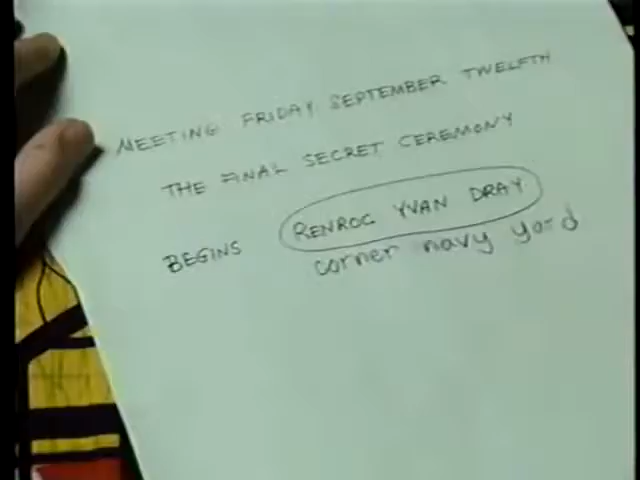 MEETING FRIDAY SEPTEMBER TWELFTH
THE FINAL SECRET CEREMONY
BEGINS RENROC YVAN DRAY
corner navy yard